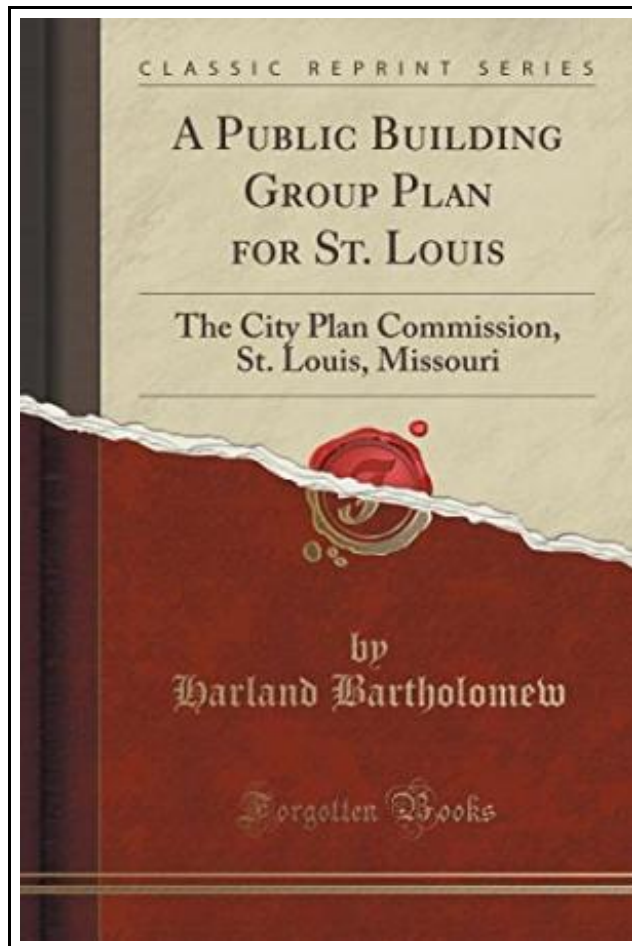 CLASSIC REPRINT SERIES
A PUBLIC BUILDING
GROUP PLAN
FOR ST. LOUIS
The City Plan Commission,
St. Louis, Missouri
by
Harland Bartholomew
Forgotten Books